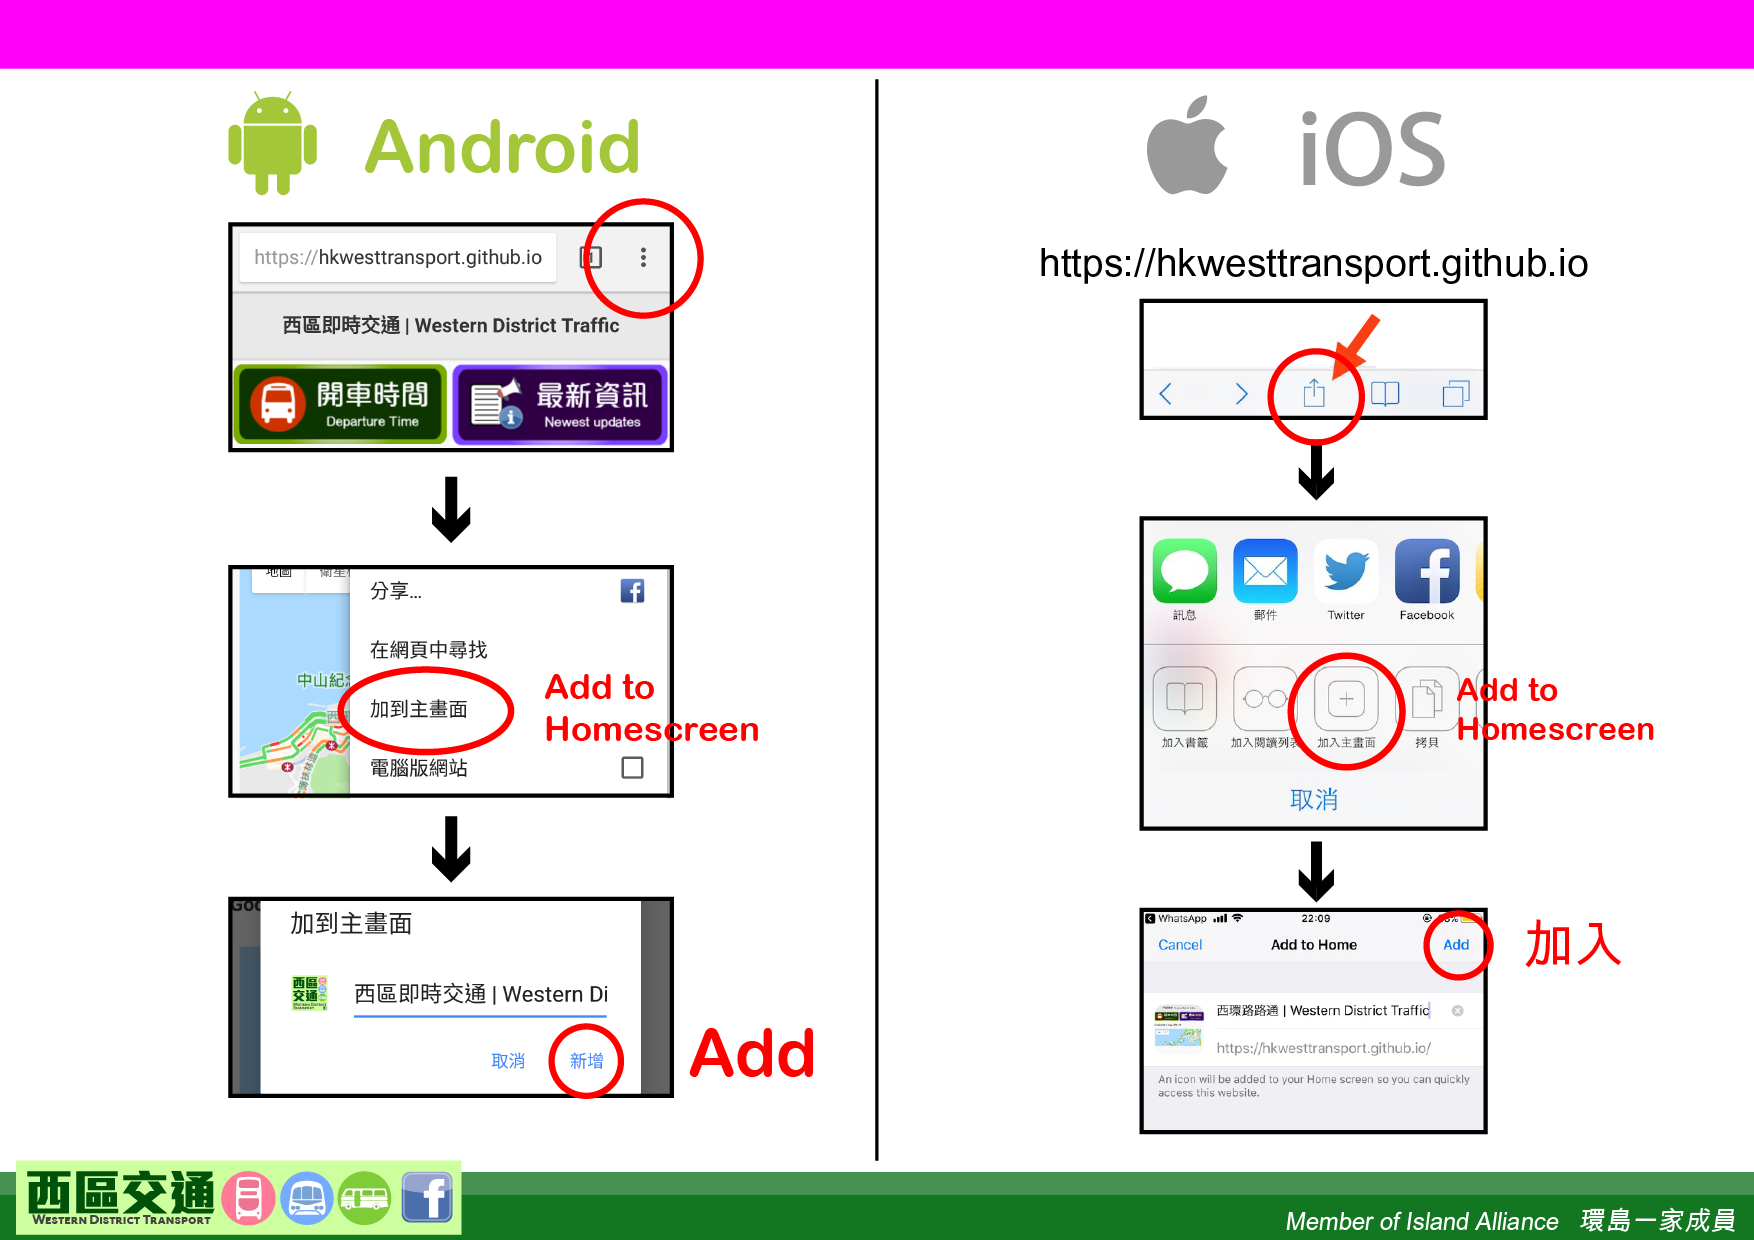 Android
https://hkwesttransport.github.io
西區即時交通 | Western District Traffic
開車時間
Departure Time
最新資訊
Newest updates
地圖
分享...
在網頁中尋找
中山紀
加到主畫面
Add to
Homescreen
電腦版網站
加到主畫面
西區
交通
西區即時交通 | Western Di
取消
新增
Add
iOS
https://hkwesttransport.github.io
訊息
郵件
Twitter
Facebook
加入書籤
加入閱讀列表
加入主畫面
拷貝
Add to
Homescreen
取消
WhatsApp
22:09
Cancel
Add to Home
Add
加入
西環路路通 | Western District Traffic
https://hkwesttransport.github.io/
An icon will be added to your Home screen so you can quickly
access this website.
西區交通
WESTERN DISTRICT TRANSPORT
Member of Island Alliance 環島一家成員